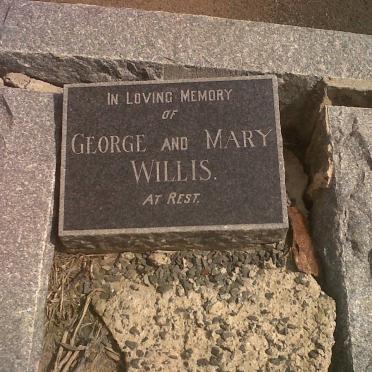 IN LOVING MEMORY
OF
GEORGE AND MARY
WILLIS.
AT REST.